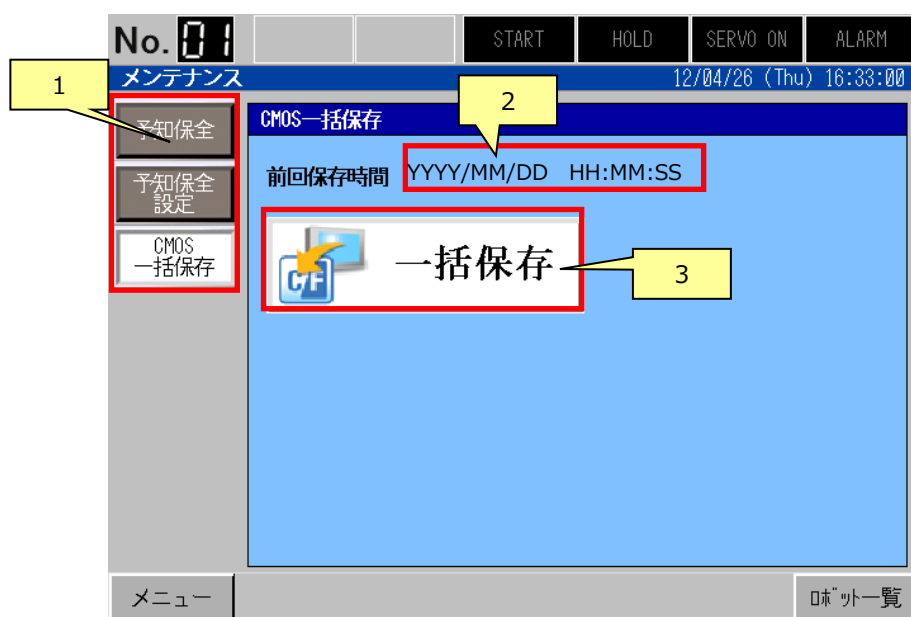 No. 01 START HOLD SERVO ON ALARM
メンテナンス 12/04/26 (Thu) 16:33:00
1
2
予知保全
予知保全
設定
CMOS
一括保存
CMOS一括保存
前回保存時間 YYYY/MM/DD HH:MM:SS
C/F 一括保存
3
メニュー ﾛﾎﾞｯﾄ一覧